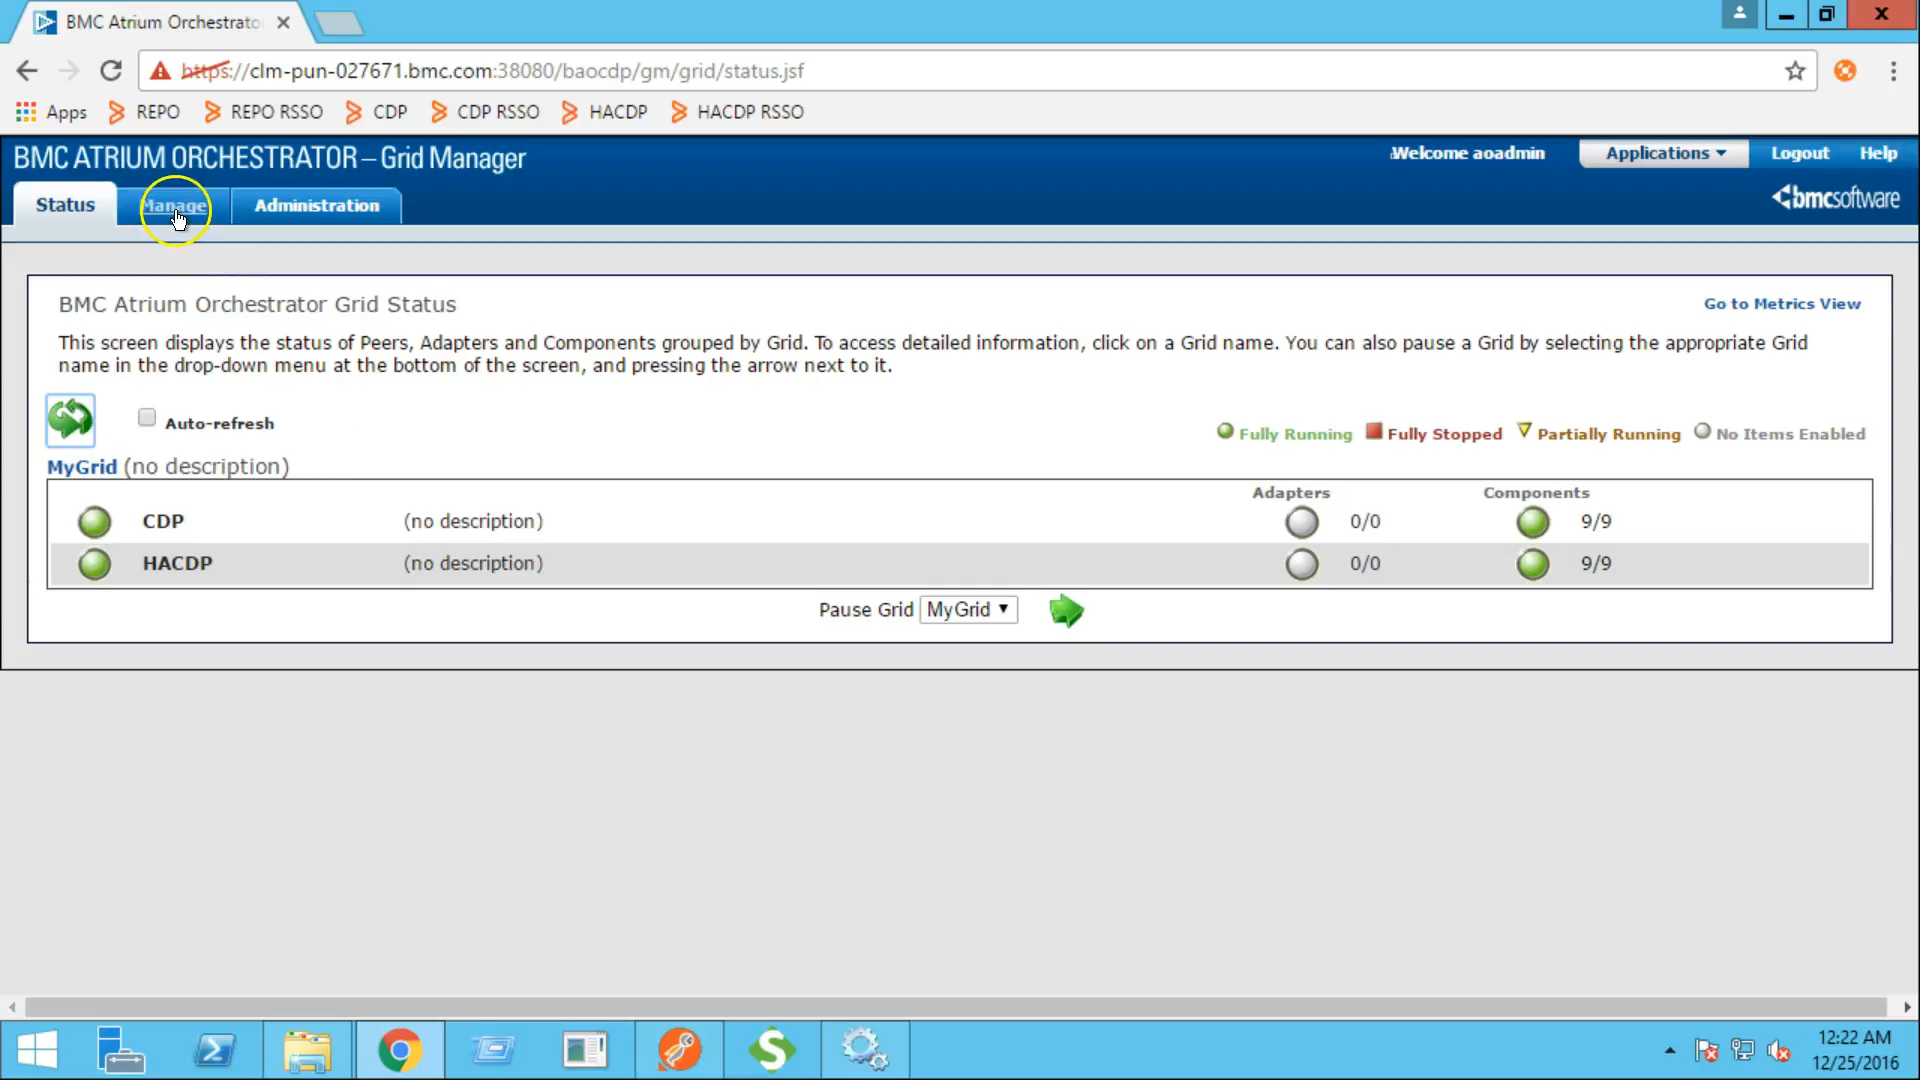 BMC Atrium Orchestrato
https://clm-pun-027671.bmc.com:38080/baocdp/gm/grid/status.jsf
Apps REPO REPO RSSO CDP CDP RSSO HACDP HACDP RSSO
BMC ATRIUM ORCHESTRATOR – Grid Manager
Welcome aoadmin Applications Logout Help
Status Manage Administration
bmcsoftware
BMC Atrium Orchestrator Grid Status
Go to Metrics View
This screen displays the status of Peers, Adapters and Components grouped by Grid. To access detailed information, click on a Grid name. You can also pause a Grid by selecting the appropriate Grid
name in the drop-down menu at the bottom of the screen, and pressing the arrow next to it.
Auto-refresh
Fully Running Fully Stopped Partially Running No Items Enabled
MyGrid (no description)
Adapters Components
CDP (no description) 0/0 9/9
HACDP (no description) 0/0 9/9
Pause Grid MyGrid
12:22 AM
12/25/2016